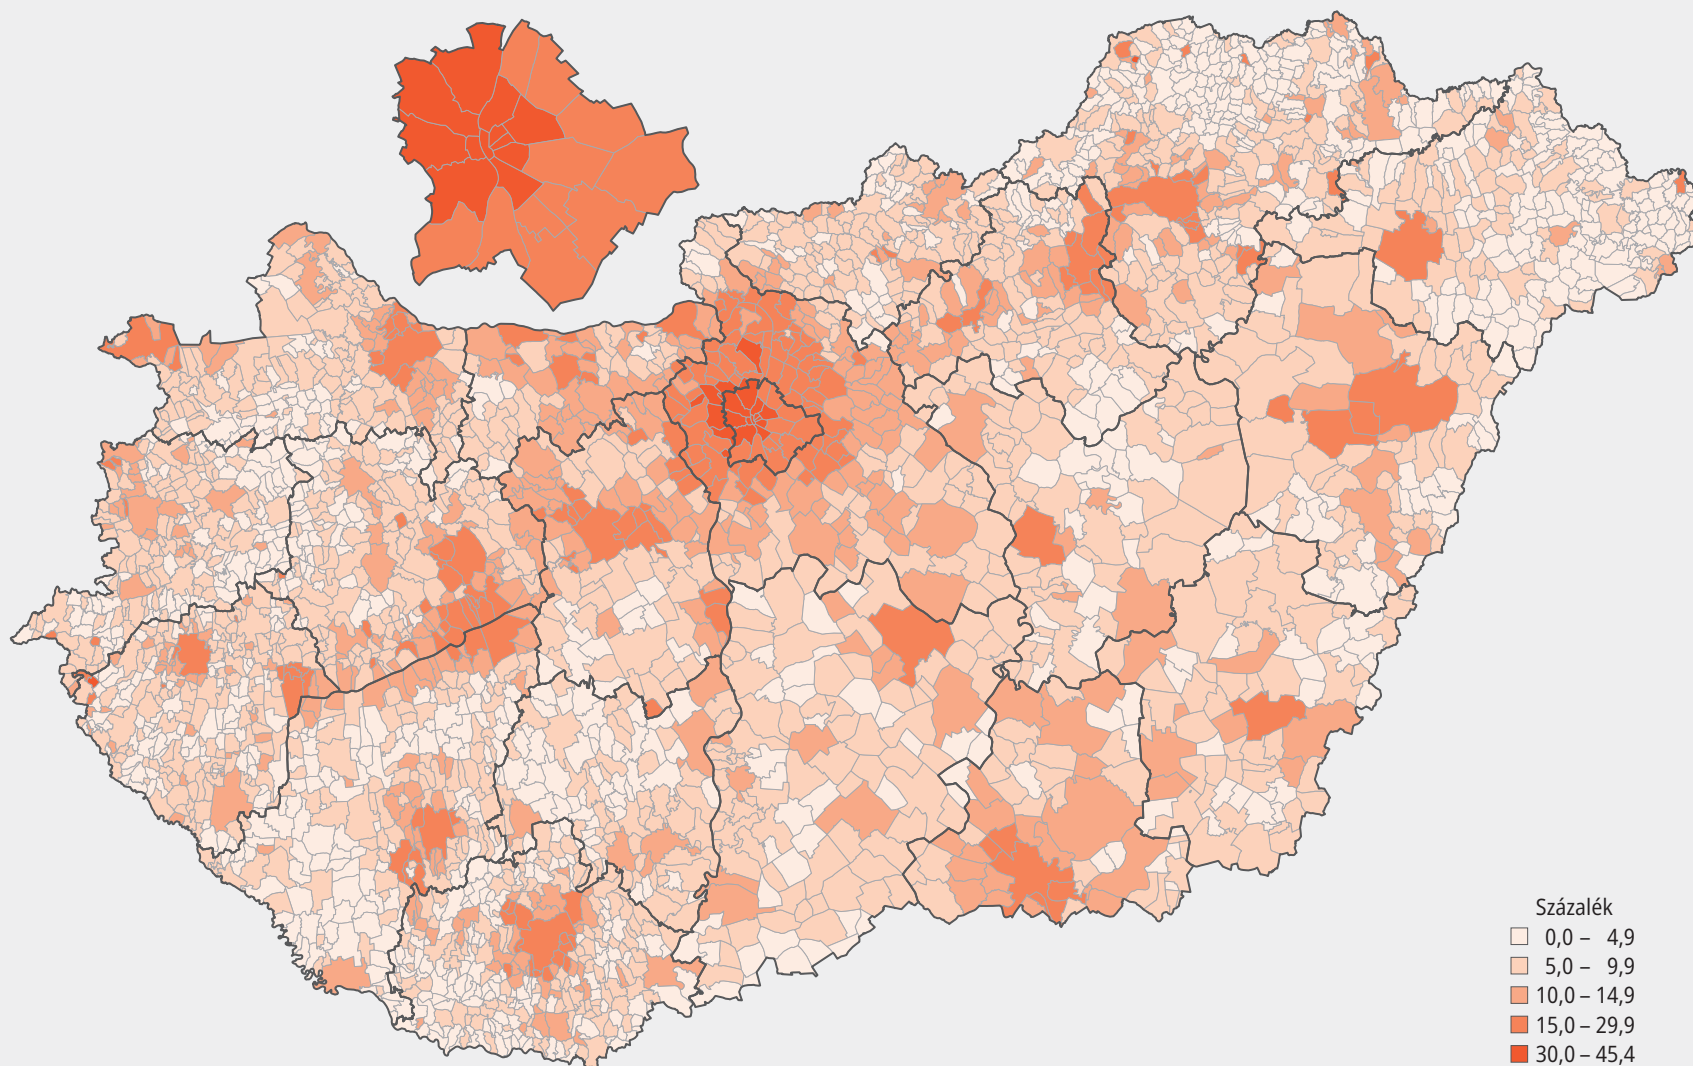 Százalék
0,0 – 4,9
5,0 – 9,9
10,0 – 14,9
15,0 – 29,9
30,0 – 45,4